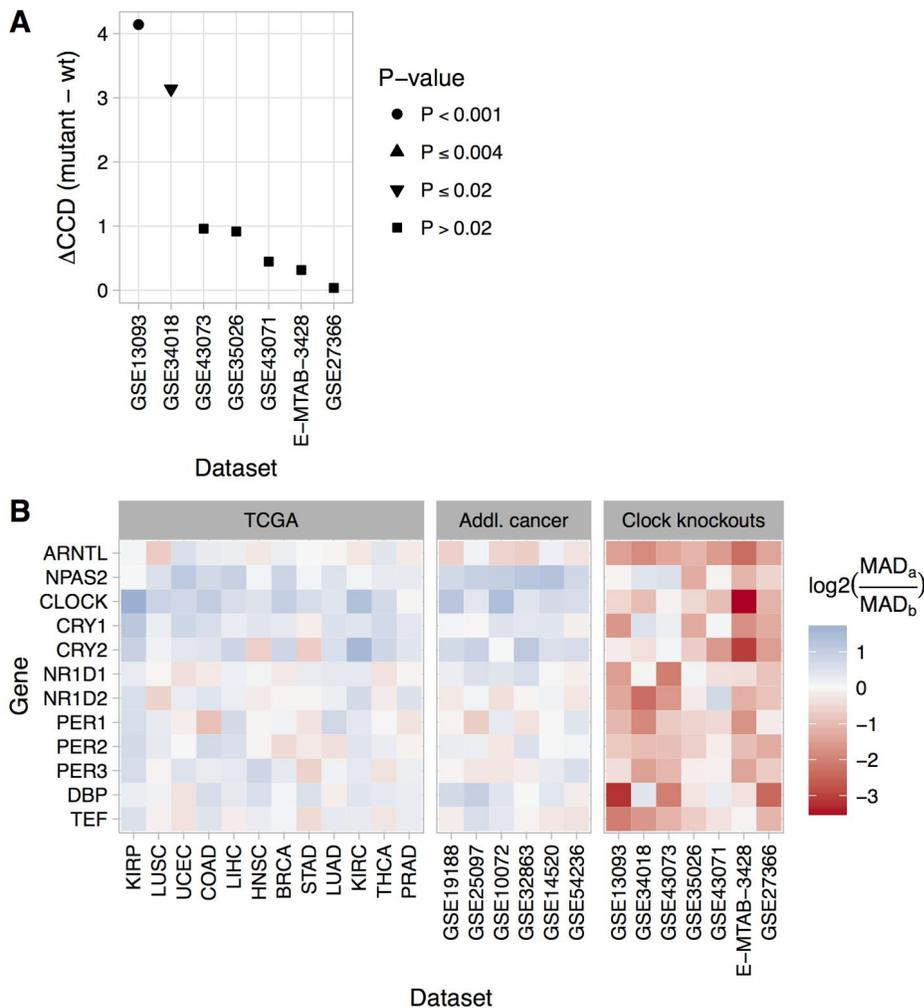 A
ΔCCD (mutant − wt)
4
3
2
1
0
GSE13093
GSE34018
GSE43073
GSE35026
GSE43071
E−MTAB−3428
GSE27366
Dataset
P−value
P < 0.001
P ≤ 0.004
P ≤ 0.02
P > 0.02
B
TCGA
Addl. cancer
Clock knockouts
Gene
ARNTL
NPAS2
CLOCK
CRY1
CRY2
NR1D1
NR1D2
PER1
PER2
PER3
DBP
TEF
KIRP
LUSC
UCEC
COAD
LIHC
HNSC
BRCA
STAD
LUAD
KIRC
THCA
PRAD
GSE19188
GSE25097
GSE10072
GSE32863
GSE14520
GSE54236
GSE13093
GSE34018
GSE43073
GSE35026
GSE43071
E−MTAB−3428
GSE27366
Dataset
log2(MADa/MADb)
1
0
−1
−2
−3